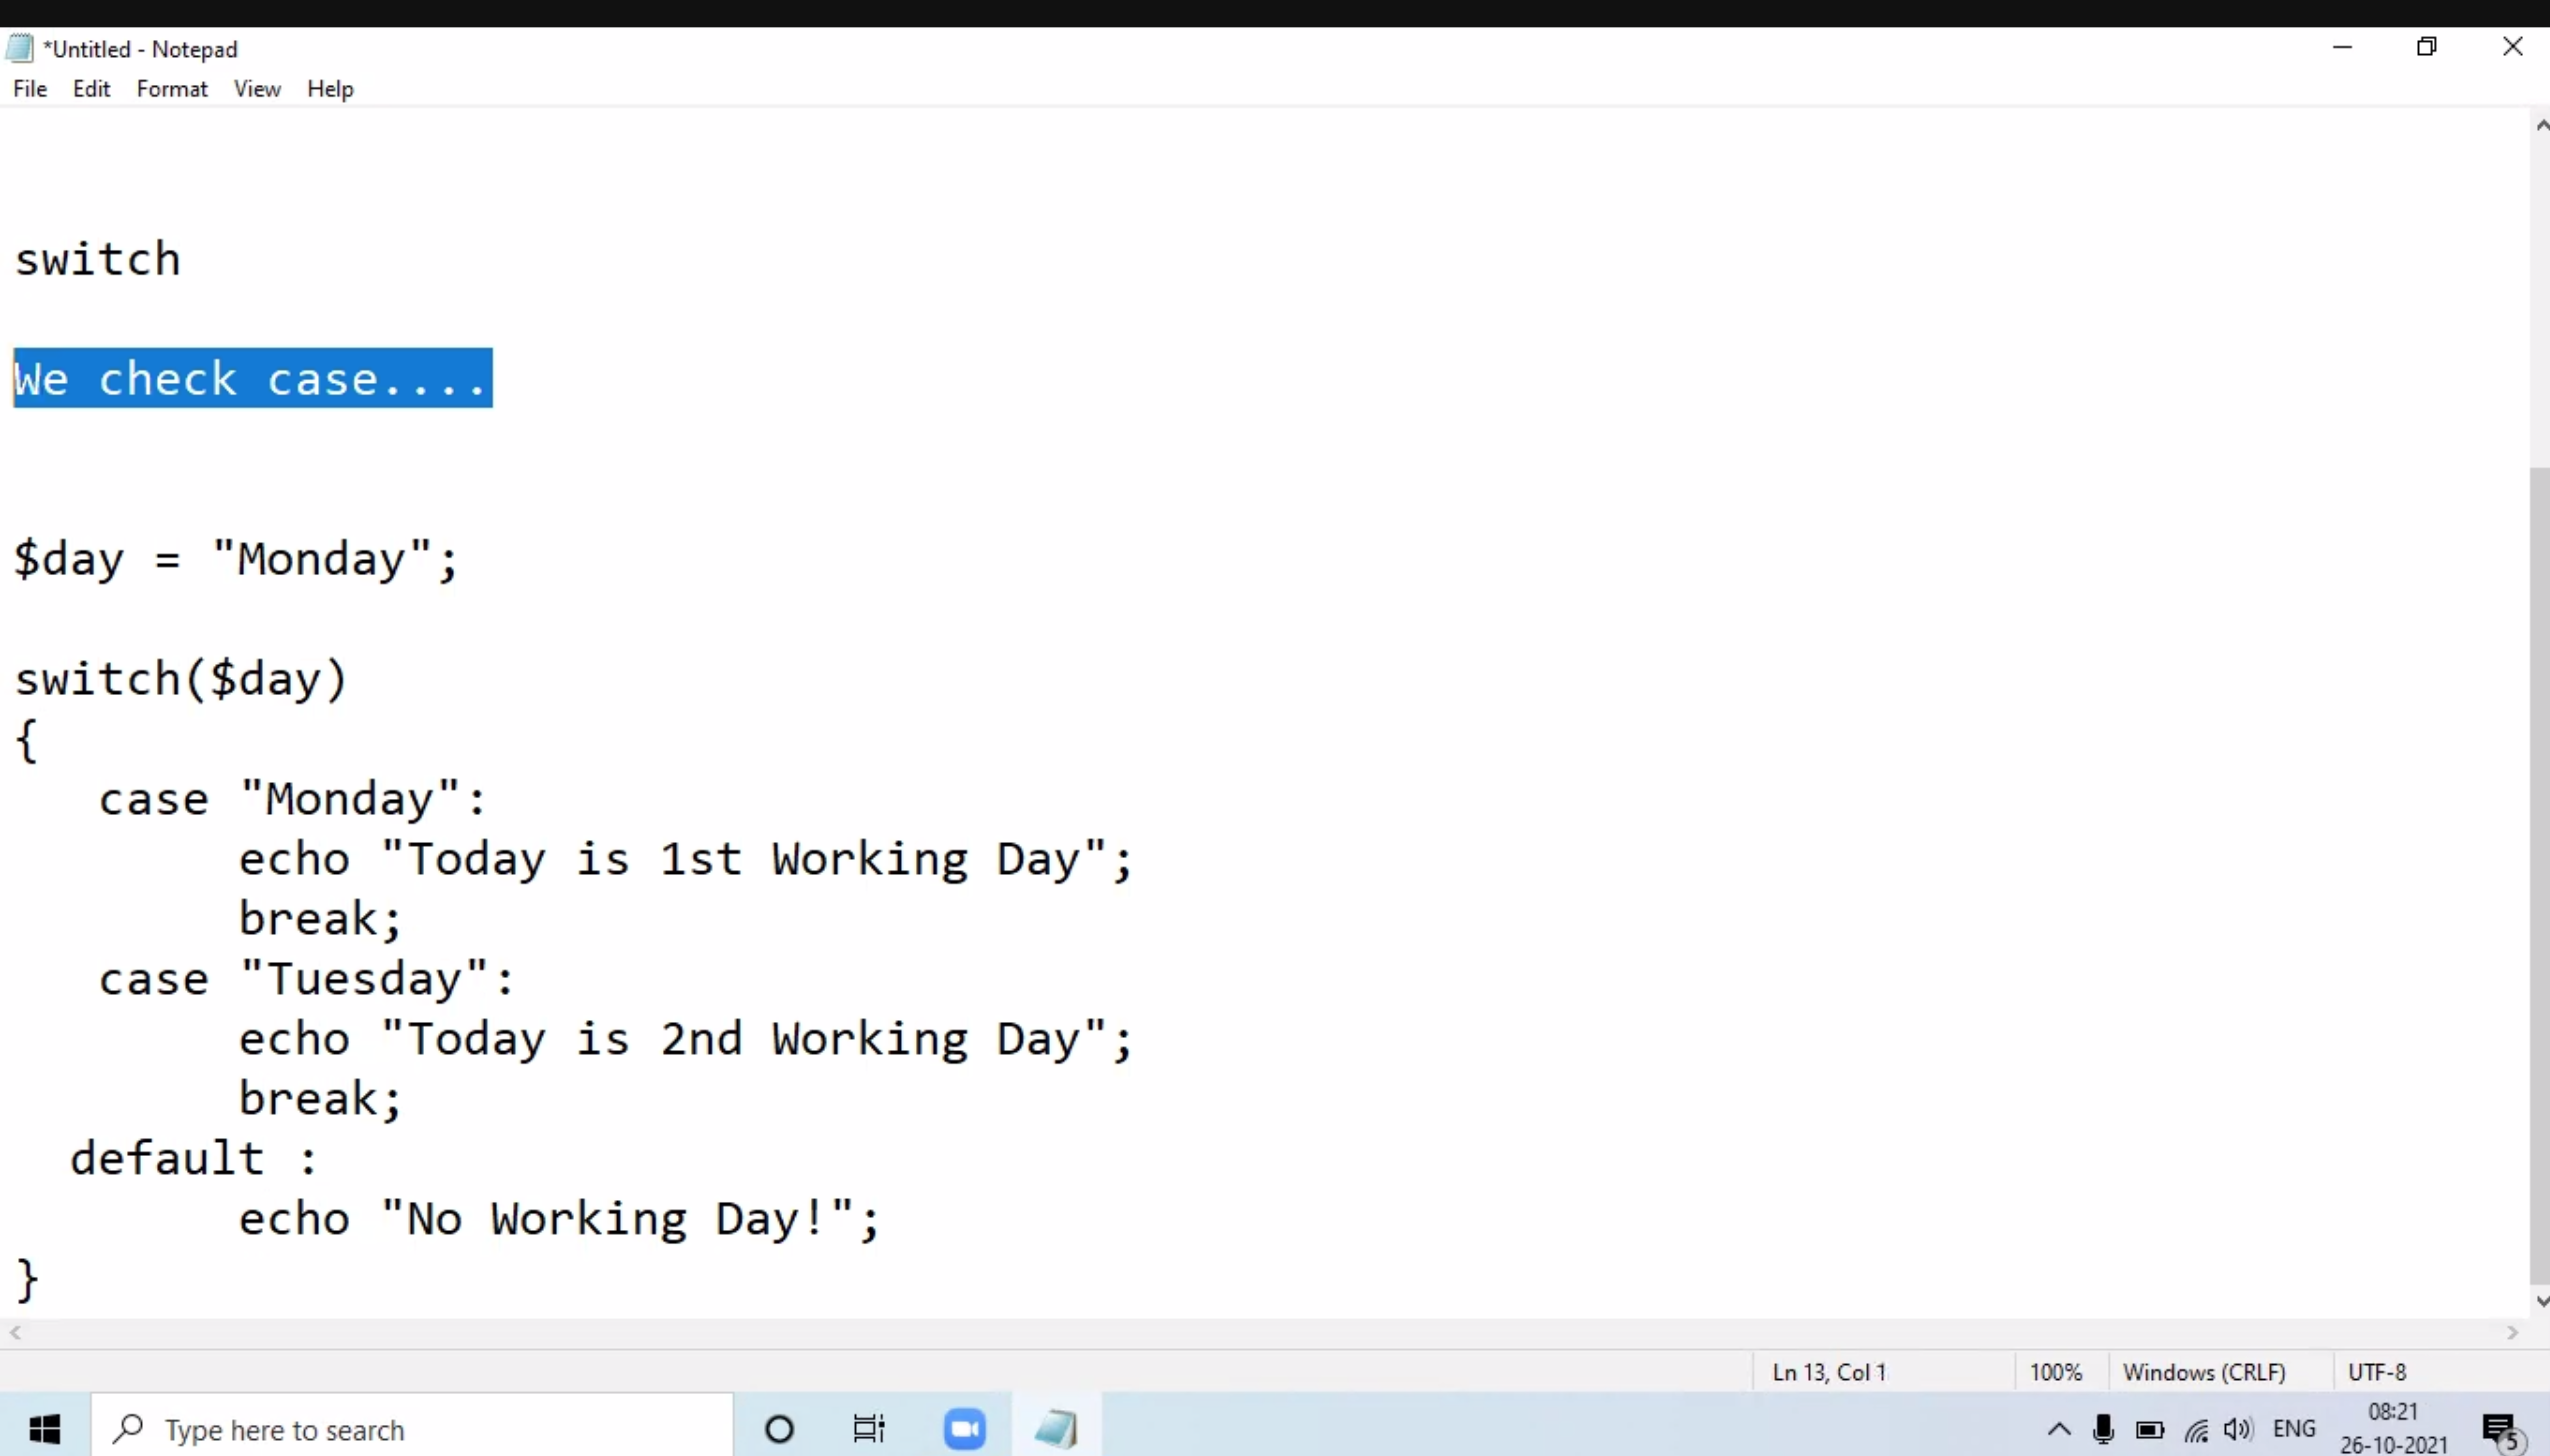 *Untitled - Notepad
File Edit Format View Help
switch
We check case....
$day = "Monday";
switch($day)
{
case "Monday":
echo "Today is 1st Working Day";
break;
case "Tuesday":
echo "Today is 2nd Working Day";
break;
default :
echo "No Working Day!";
}
Ln 13, Col 1 100% Windows (CRLF) UTF-8
Type here to search
ENG
08:21
26-10-2021
5